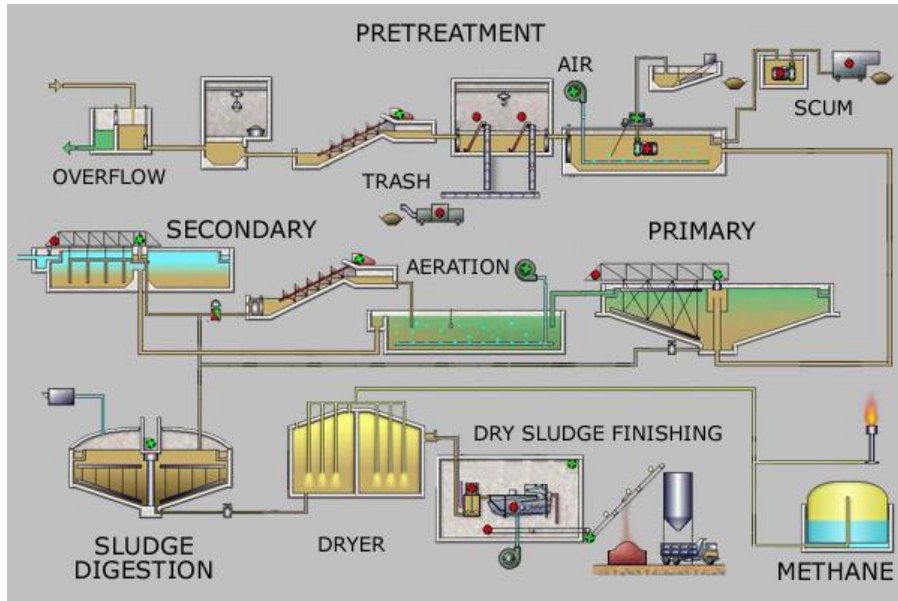 PRETREATMENT
AIR
SCUM
OVERFLOW
TRASH
SECONDARY
PRIMARY
AERATION
DRY SLUDGE FINISHING
SLUDGE
DIGESTION
DRYER
METHANE